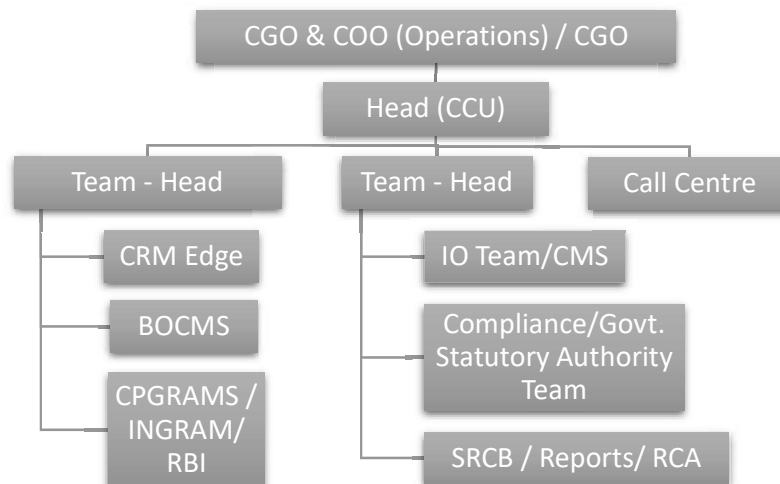 CGO & COO (Operations) / CGO
Head (CCU)
Team - Head
Team - Head
Call Centre
CRM Edge
BOCMS
CPGRAMS /
INGRAM/
RBI
IO Team/CMS
Compliance/Govt.
Statutory Authority
Team
SRCB / Reports/ RCA